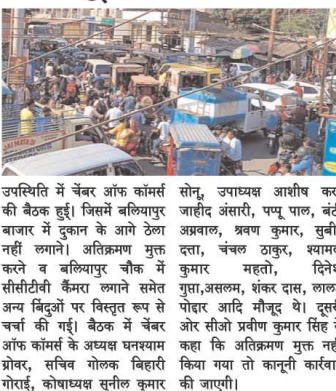 उपस्थिति में चेंबर ऑफ कॉमर्स
की बैठक हुई। जिसमें बलियापुर
बाजार में दुकान के आगे ठेला
नहीं लगाने। अतिक्रमण मुक्त
करने व बलियापुर चौक में
सीसीटीवी कैंमरा लगाने समेत
अन्य बिंदुओं पर विस्तृत रूप से
चर्चा की गई। बैठक में चेंबर
ऑफ कॉमर्स के अध्यक्ष घनश्याम
ग्रोवर, सचिव गोलक बिहारी
गोराई, कोषाध्यक्ष सुनील कुमार
सोनू, उपाध्यक्ष आशीष
जाहीद अंसारी, पप्पू पाल,
अग्रवाल, श्रवण कुमार,
दत्ता, चंचल ठाकुर,
कुमार महतो,
गुप्ता,असलम, शंकर दास,
पोद्दार आदि मौजूद थे।
ओर सीओ प्रवीण कुमार सिंह
कहा कि अतिक्रमण मुक्त
किया गया तो कानूनी
की जाएगी।